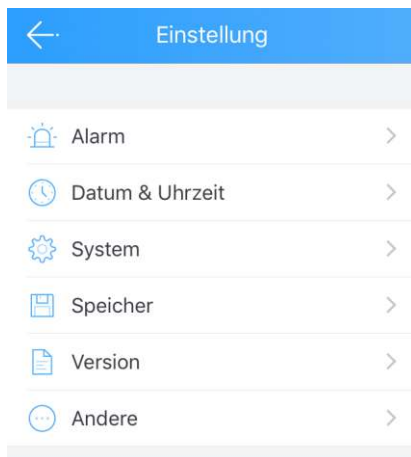 Einstellung
Alarm
Datum & Uhrzeit
System
Speicher
Version
Andere